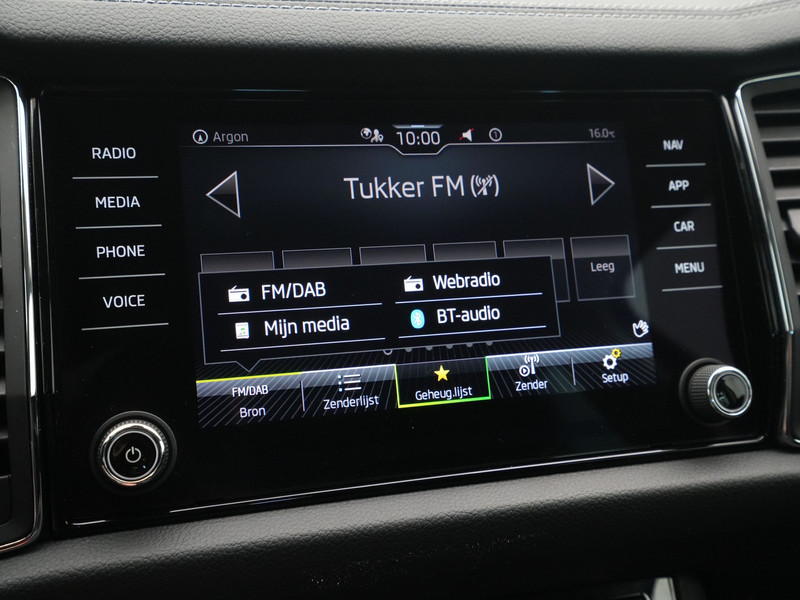 RADIO
MEDIA
PHONE
VOICE
Argon
10:00
1
16.0°C
Tukker FM
Leeg
FM/DAB
Webradio
Mijn media
BT-audio
FM/DAB
Bron
Zenderlijst
Geheug.lijst
Zender
Setup
NAV
APP
CAR
MENU